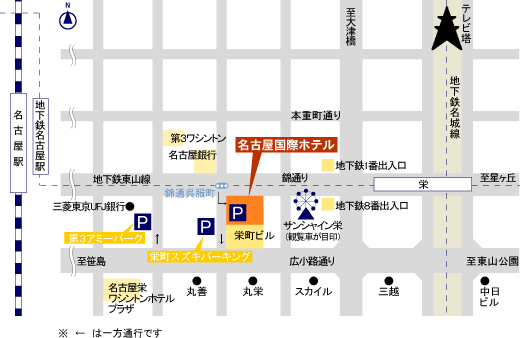 N
至大津橋
テレビ塔
地下鉄名城線
名古屋駅
地下鉄名古屋駅
本重町通り
第3ワシントン
名古屋国際ホテル
名古屋銀行
地下鉄1番出入口
地下鉄東山線
錦通り
栄
至星ヶ丘
錦通呉服町
三菱東京UFJ銀行
P
P
P
地下鉄8番出入口
サンシャイン栄
(観覧車が目印)
第3アミーパーク
栄町ビル
栄町スズキパーキング
至笹島
広小路通り
至東山公園
名古屋栄
ワシントンホテル
プラザ
丸善
丸栄
スカイル
三越
中日
ビル
※ ← は一方通行です